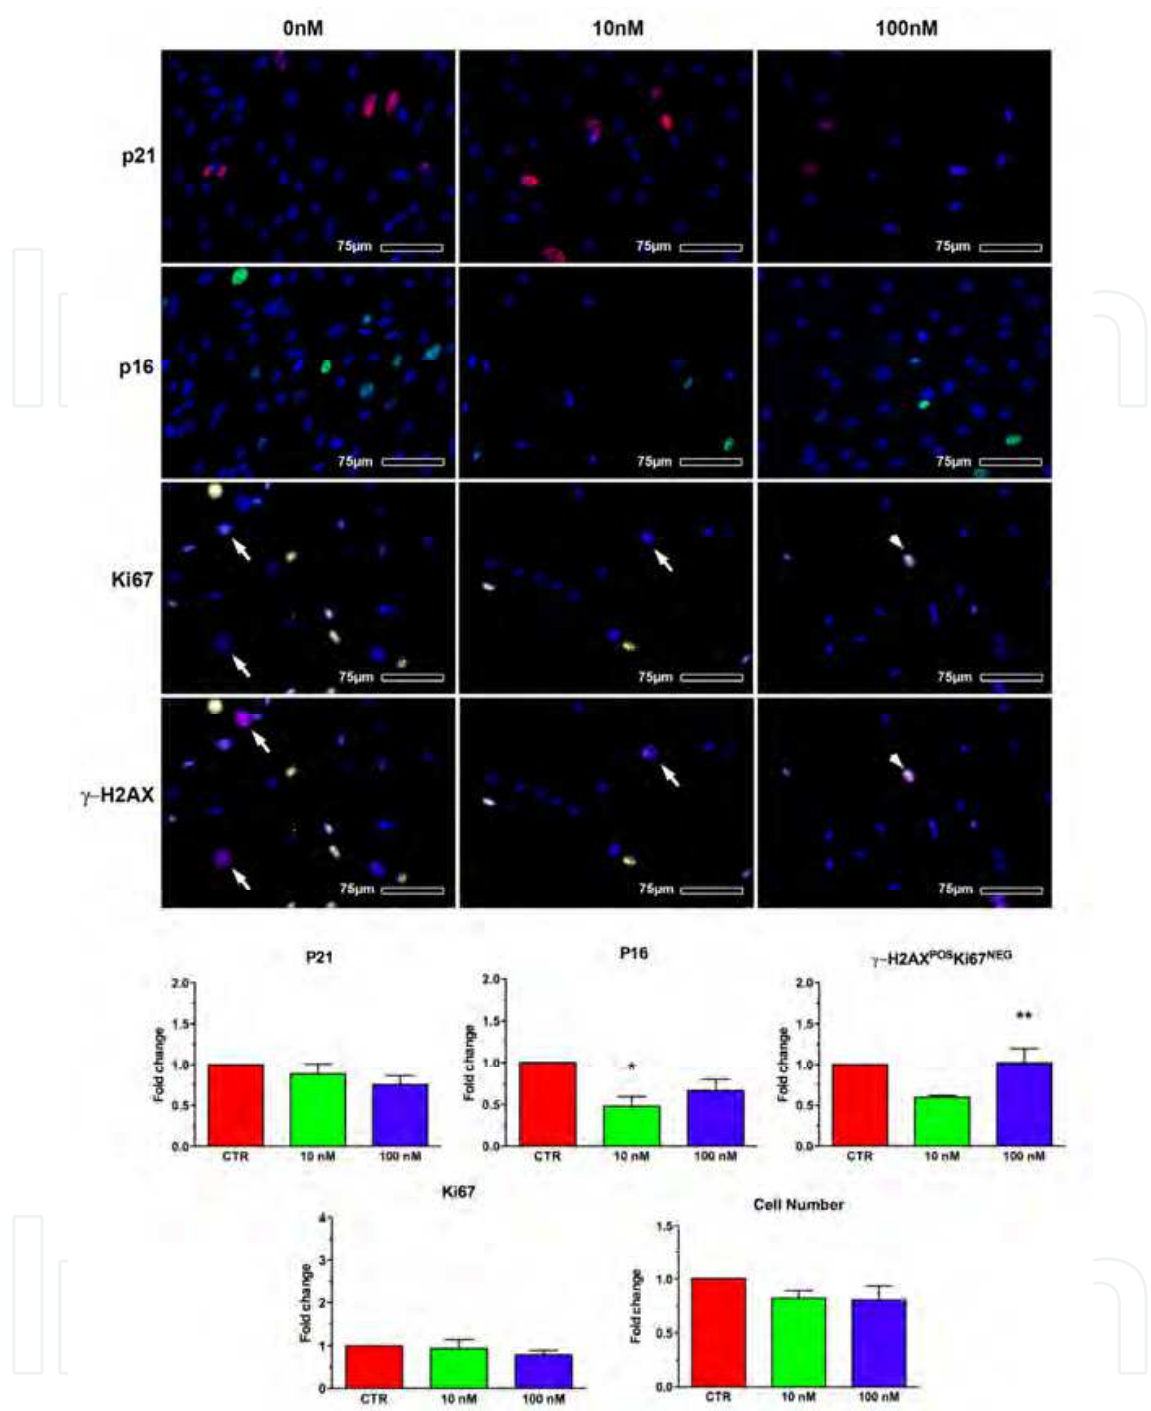 0nM 10nM 100nM
p21
75µm 75µm 75µm
p16
75µm 75µm 75µm
Ki67
75µm 75µm 75µm
γ-H2AX
75µm 75µm 75µm
P21
2.0
1.5
1.0
0.5
0.0
Fold change
CTR 10 nM 100 nM
P16
2.0
1.5
1.0
0.5
0.0
Fold change
*
CTR 10 nM 100 nM
γ-H2AXPOSKi67NEG
2.0
1.5
1.0
0.5
0.0
Fold change
**
CTR 10 nM 100 nM
Ki67
4
3
2
1
0
Fold change
CTR 10 nM 100 nM
Cell Number
1.5
1.0
0.5
0.0
Fold change
CTR 10 nM 100 nM